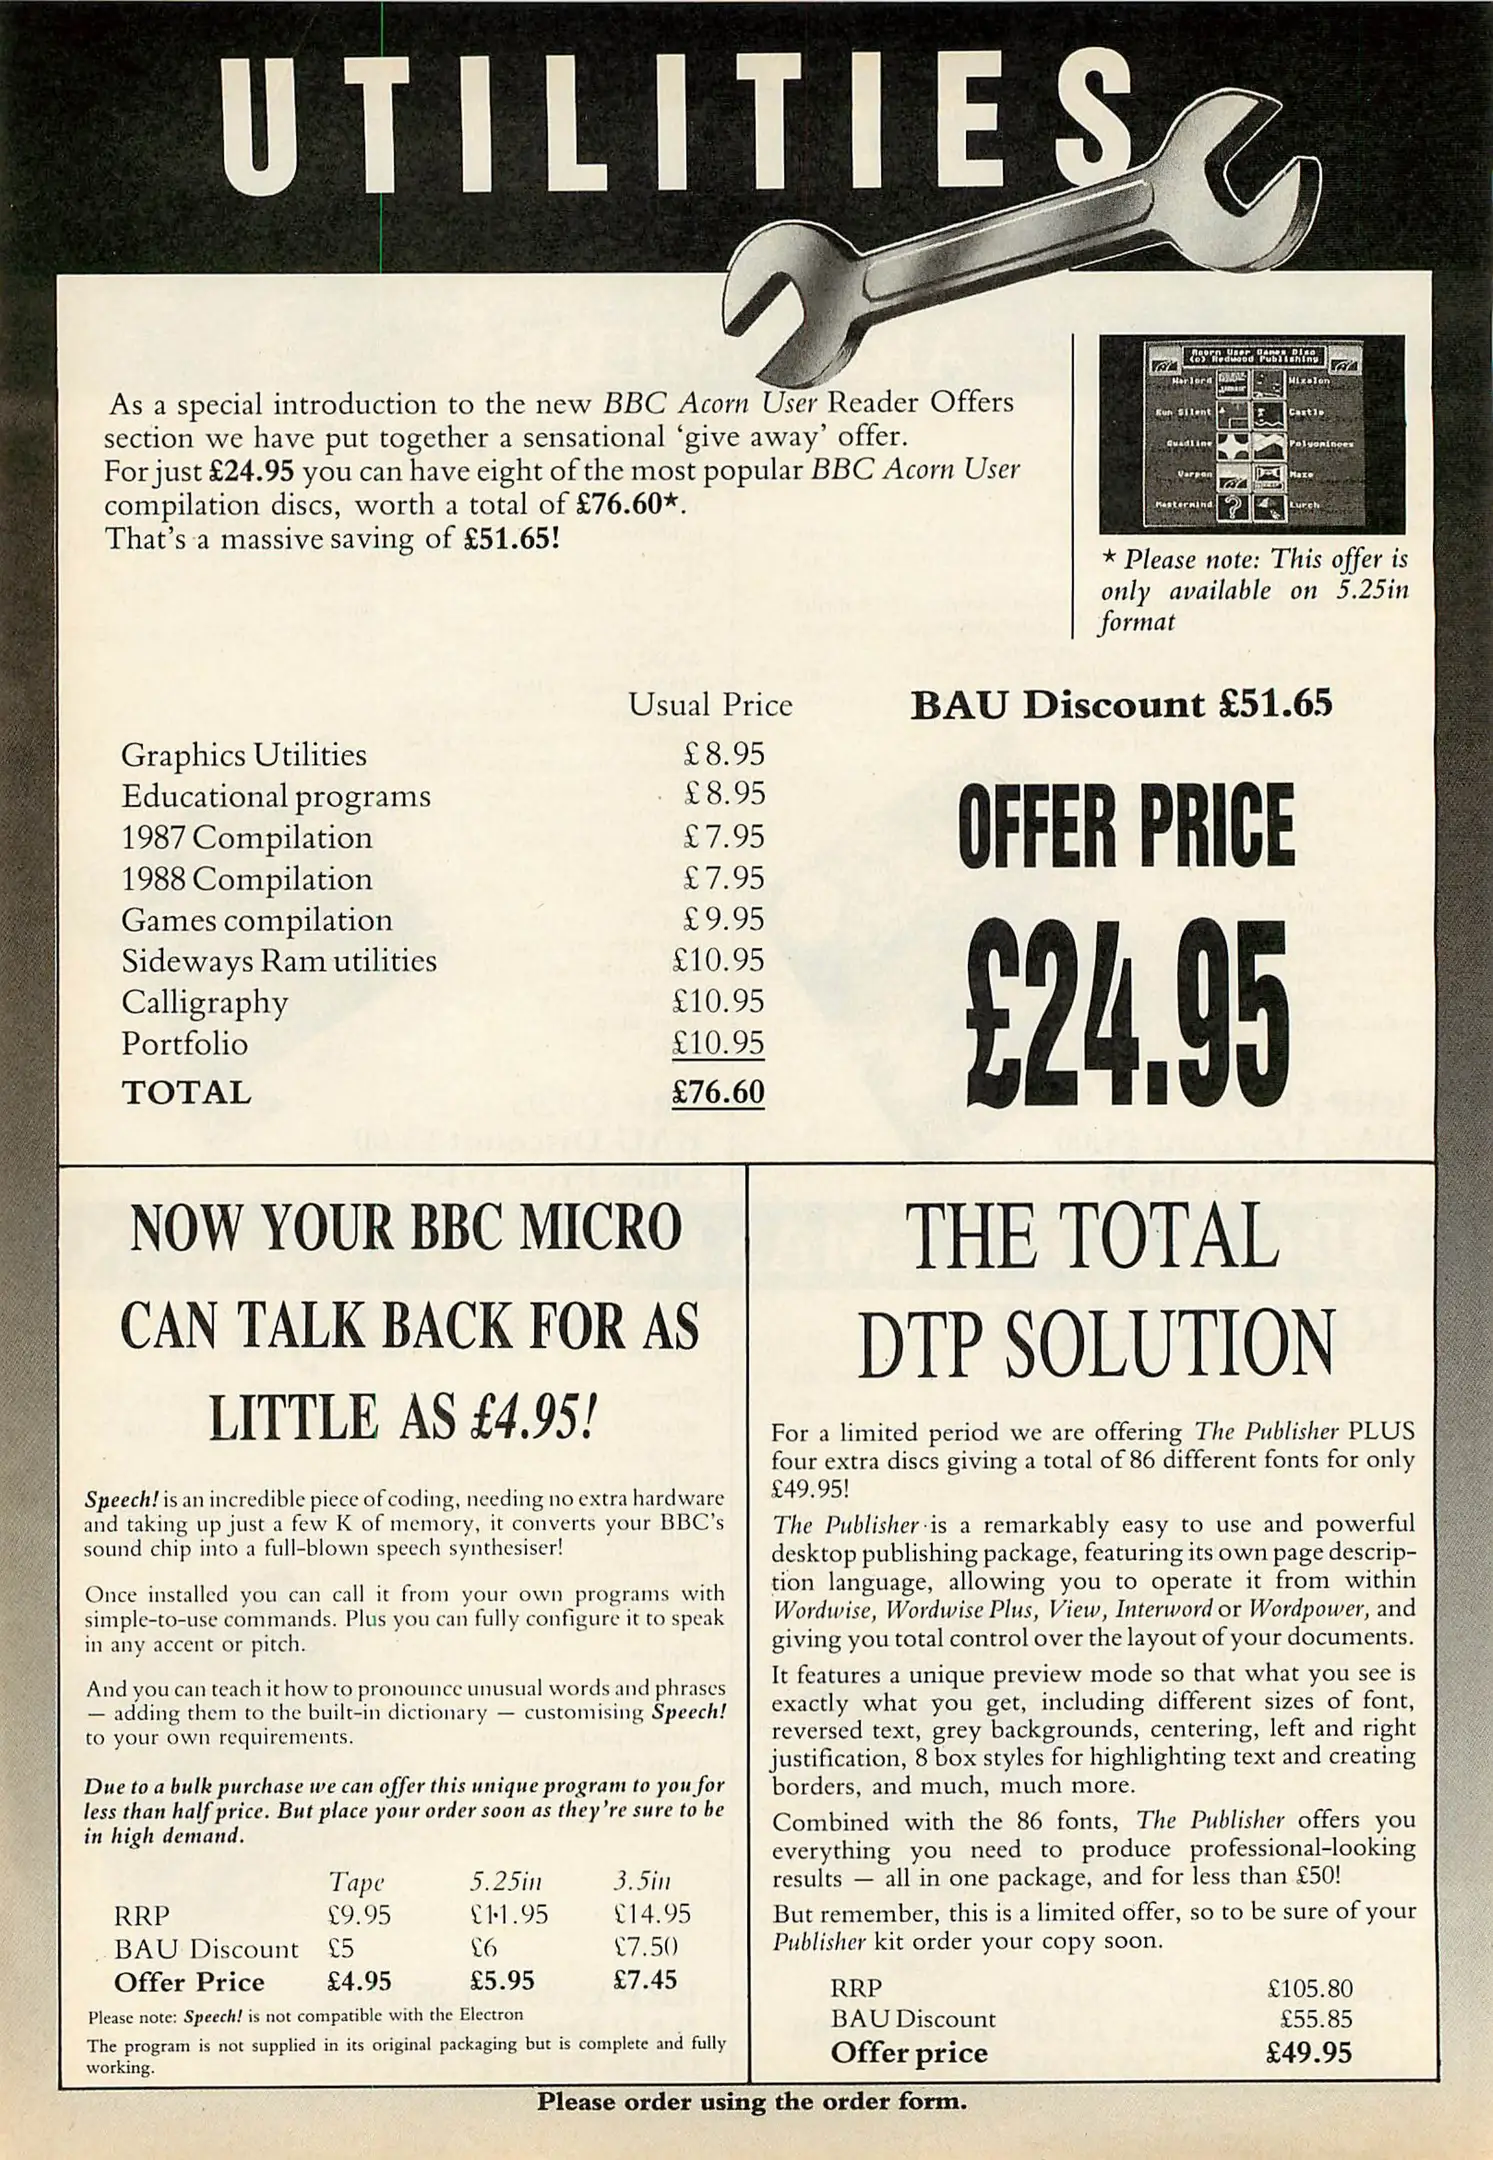 UTILITIES
As a special introduction to the new BBC Acorn User Reader Offers
section we have put together a sensational ‘give away’ offer.
For just £24.95 you can have eight of the most popular BBC Acorn User
compilation discs, worth a total of £76.60*.
That’s a massive saving of £51.65!
Acorn User Games Disc
(c) Redwood Publishing
Warlord Mizalon
Run Silent Castle
Quadline Polyominoes
Maze
Mastermind Lurch
* Please note: This offer is
only available on 5.25in
format
Usual Price
Graphics Utilities £8.95
Educational programs £8.95
1987 Compilation £7.95
1988 Compilation £7.95
Games compilation £9.95
Sideways Ram utilities £10.95
Calligraphy £10.95
Portfolio £10.95
TOTAL £76.60
BAU Discount £51.65
OFFER PRICE
£24.95
NOW YOUR BBC MICRO
CAN TALK BACK FOR AS
LITTLE AS £4.95!
Speech! is an incredible piece of coding, needing no extra hardware
and taking up just a few K of memory, it converts your BBC’s
sound chip into a full-blown speech synthesiser!
Once installed you can call it from your own programs with
simple-to-use commands. Plus you can fully configure it to speak
in any accent or pitch.
And you can teach it how to pronounce unusual words and phrases
— adding them to the built-in dictionary — customising Speech!
to your own requirements.
Due to a bulk purchase we can offer this unique program to you for
less than half price. But place your order soon as they’re sure to be
in high demand.
Tape 5.25in 3.5in
RRP £9.95 £11.95 £14.95
BAU Discount £5 £6 £7.50
Offer Price £4.95 £5.95 £7.45
Please note: Speech! is not compatible with the Electron
The program is not supplied in its original packaging but is complete and fully
working.
THE TOTAL
DTP SOLUTION
For a limited period we are offering The Publisher PLUS
four extra discs giving a total of 86 different fonts for only
£49.95!
The Publisher is a remarkably easy to use and powerful
desktop publishing package, featuring its own page descrip-
tion language, allowing you to operate it from within
Wordwise, Wordwise Plus, View, Interword or Wordpower, and
giving you total control over the layout of your documents.
It features a unique preview mode so that what you see is
exactly what you get, including different sizes of font,
reversed text, grey backgrounds, centering, left and right
justification, 8 box styles for highlighting text and creating
borders, and much, much more.
Combined with the 86 fonts, The Publisher offers you
everything you need to produce professional-looking
results — all in one package, and for less than £50!
But remember, this is a limited offer, so to be sure of your
Publisher kit order your copy soon.
RRP £105.80
BAU Discount £55.85
Offer price £49.95
Please order using the order form.